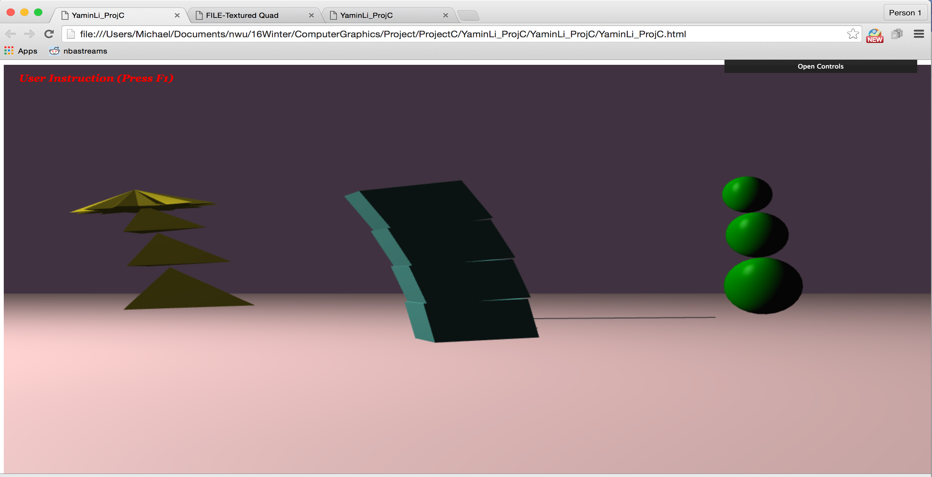 YaminLi_ProjC
FILE-Textured Quad
YaminLi_ProjC
Person 1
file:///Users/Michael/Documents/nwu/16Winter/ComputerGraphics/Project/ProjectC/YaminLi_ProjC/YaminLi_ProjC/YaminLi_ProjC.html
NEW
Apps
nbastreams
Open Controls
User Instruction (Press F1)